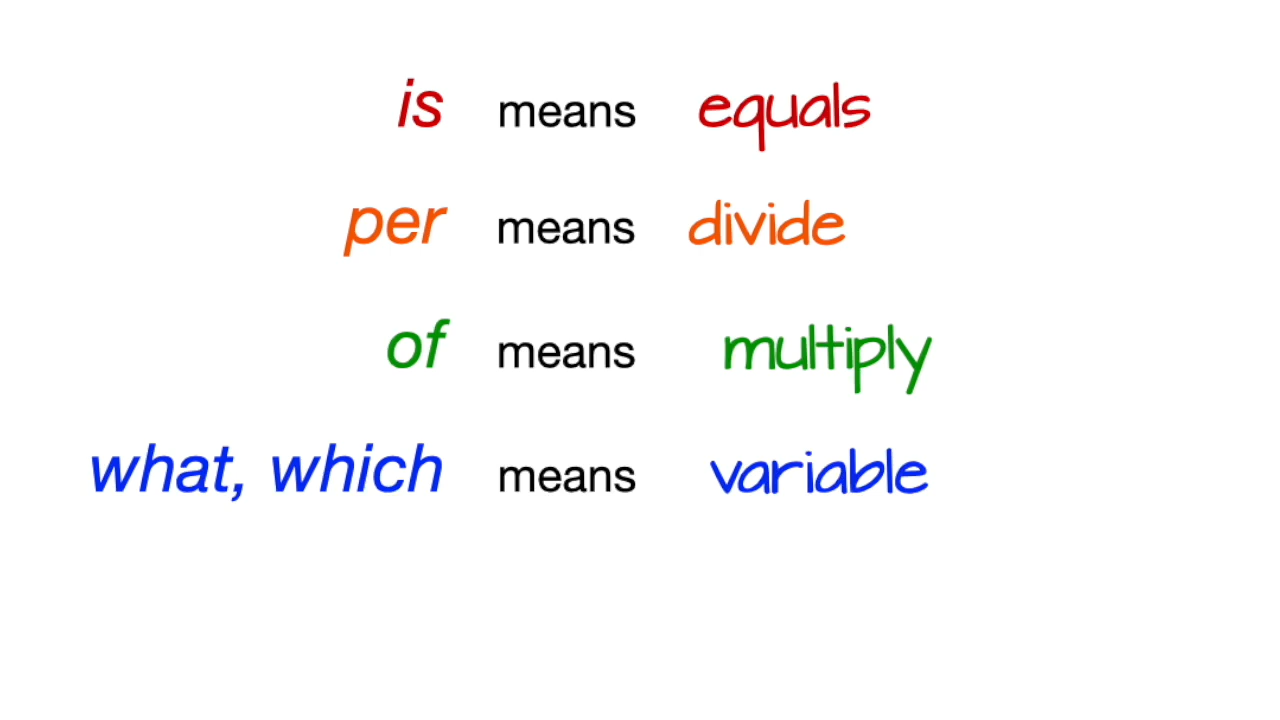 is means equals
per means divide
of means multiply
what, which means variable